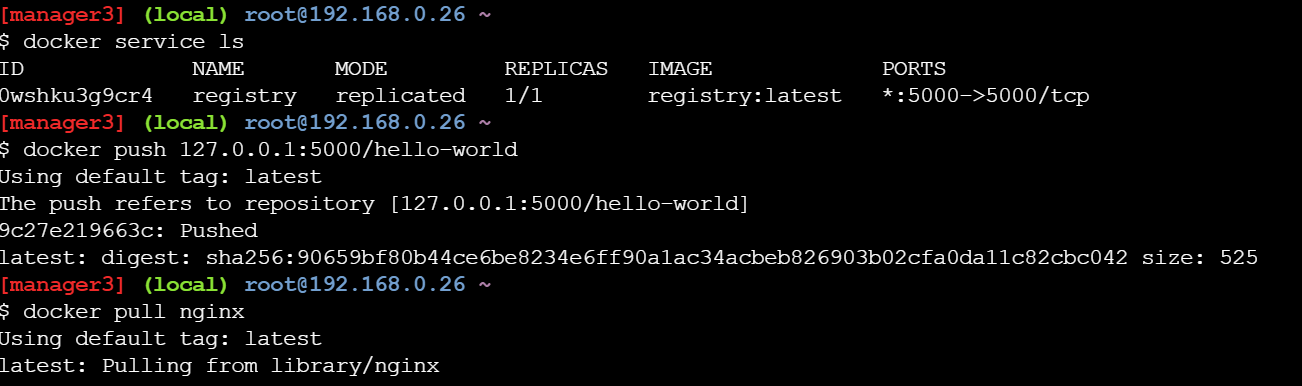 [manager3] (local) root@192.168.0.26 ~
$ docker service ls
ID             NAME       MODE         REPLICAS   IMAGE             PORTS
0wshku3g9cr4   registry   replicated   1/1        registry:latest   *:5000->5000/tcp
[manager3] (local) root@192.168.0.26 ~
$ docker push 127.0.0.1:5000/hello-world
Using default tag: latest
The push refers to repository [127.0.0.1:5000/hello-world]
9c27e219663c: Pushed
latest: digest: sha256:90659bf80b44ce6be8234e6ff90a1ac34acbeb826903b02cfa0da11c82cbc042 size: 525
[manager3] (local) root@192.168.0.26 ~
$ docker pull nginx
Using default tag: latest
latest: Pulling from library/nginx